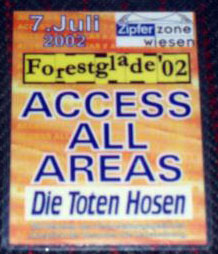 7.Juli
2002
Zipfer zone
wiesen
Forestglade'02
ACCESS
ALL
AREAS
Die Toten Hosen